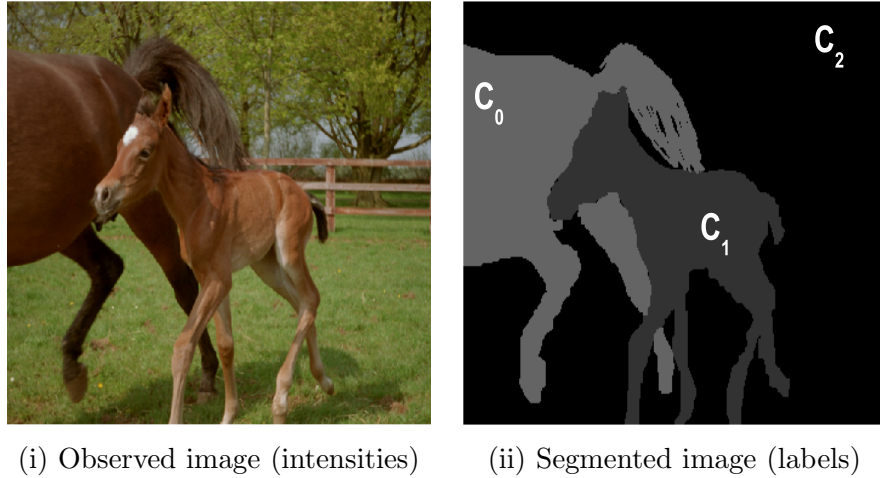 C₀
C₁
C₂
(i) Observed image (intensities)
(ii) Segmented image (labels)